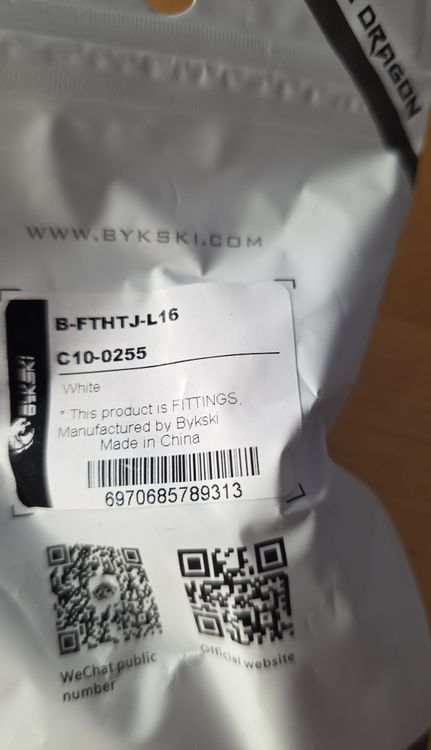 DRAGON
WWW.BYKSKI.COM
BYKSKI
B-FTHTJ-L16
C10-0255
White
* This product is FITTINGS,
Manufactured by Bykski
Made in China
6970685789313
WeChat public
number
Official website